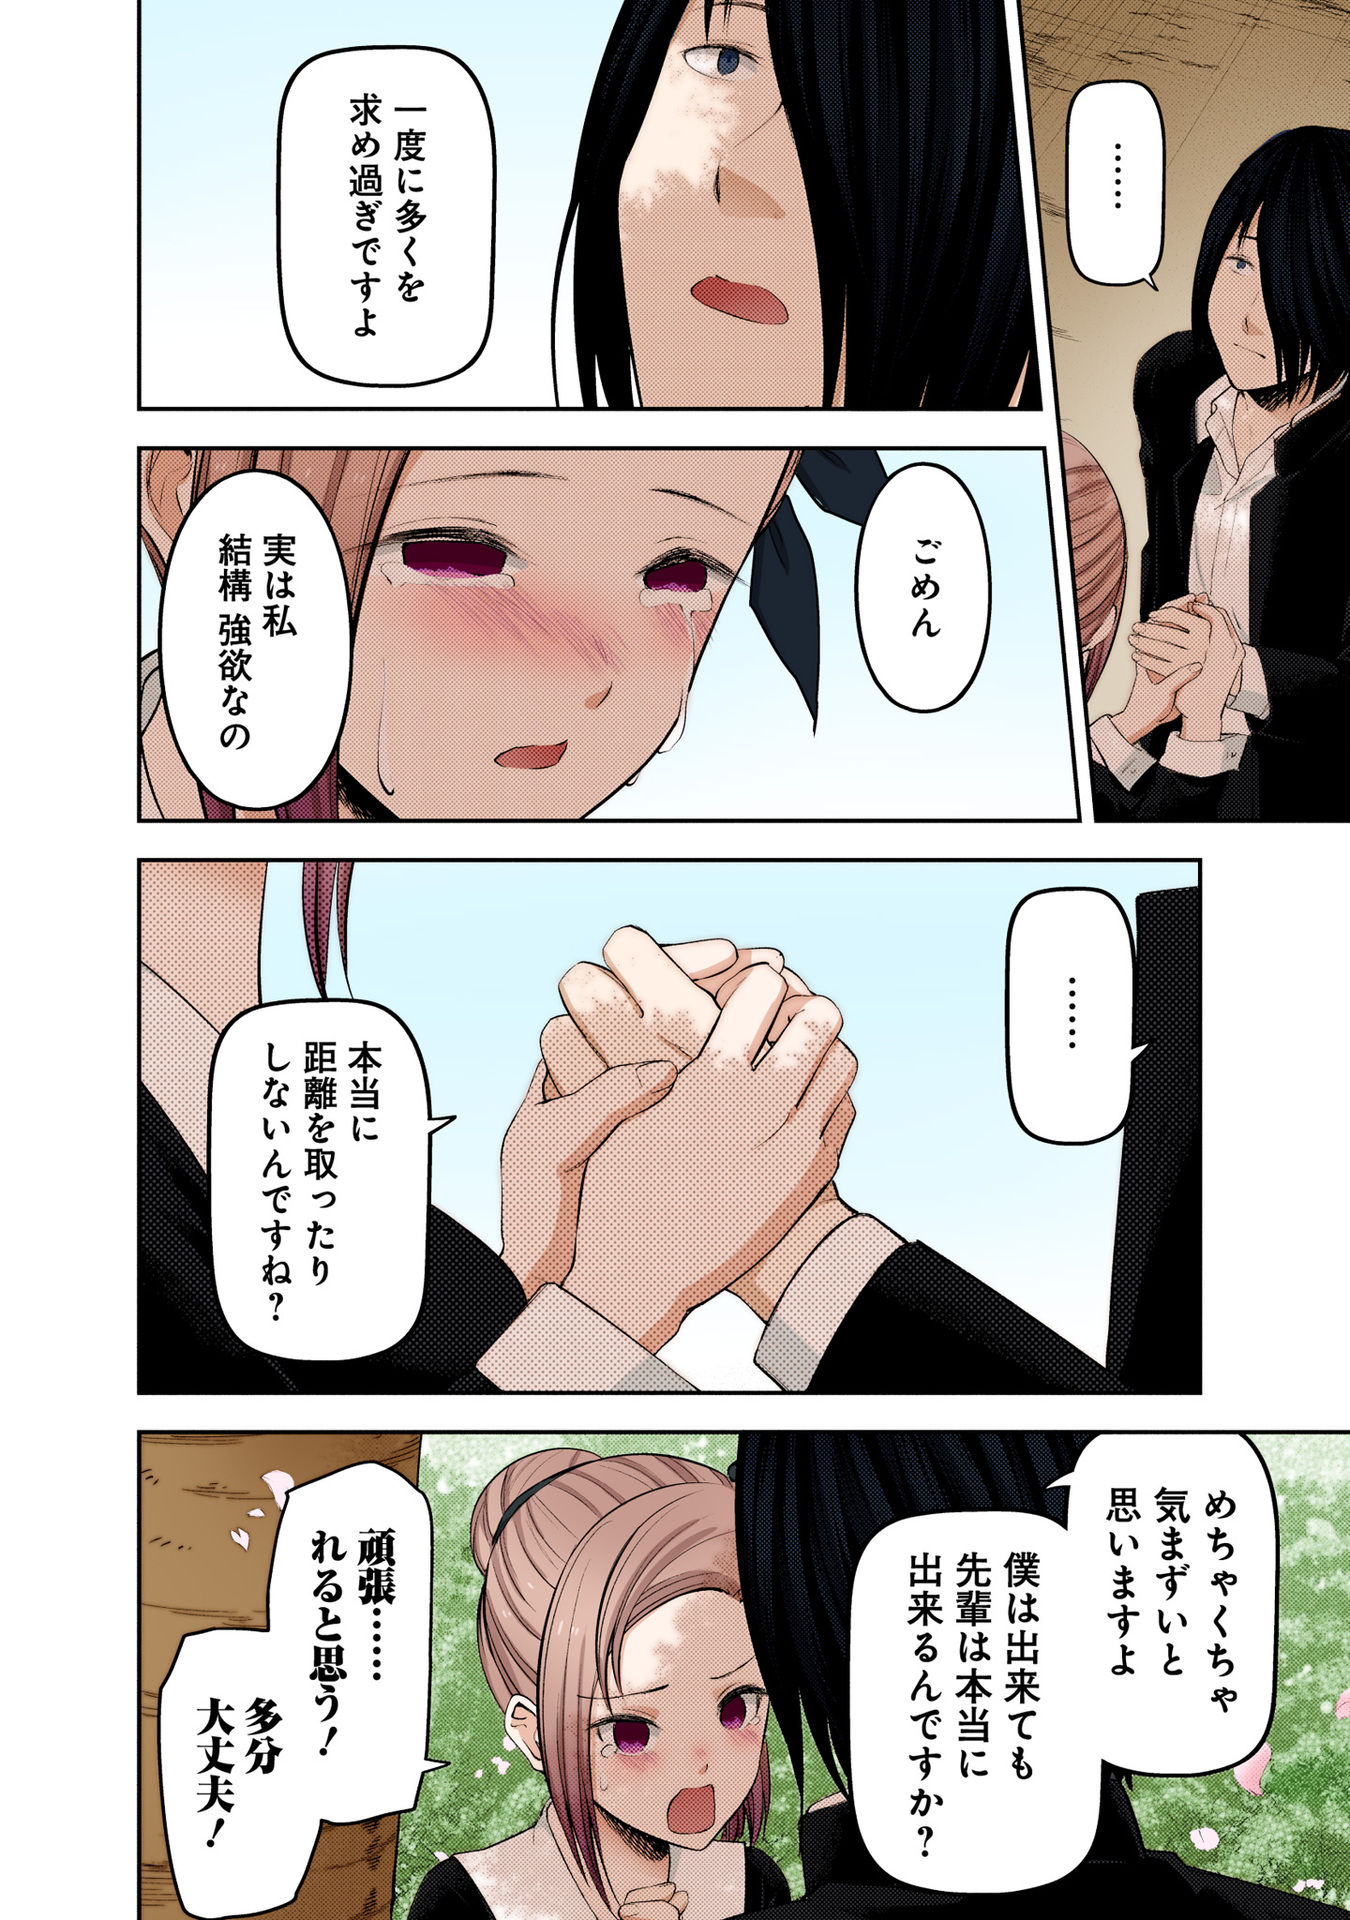 ……
一度に多くを
求め過ぎですよ
ごめん
実は私
結構 強欲なの
……
本当に
距離を取ったり
しないんですね?
めちゃくちゃ
気まずいと
思いますよ
僕は出来ても
先輩は本当に
出来るんですか?
頑張……
れると思う!
多分
大丈夫!